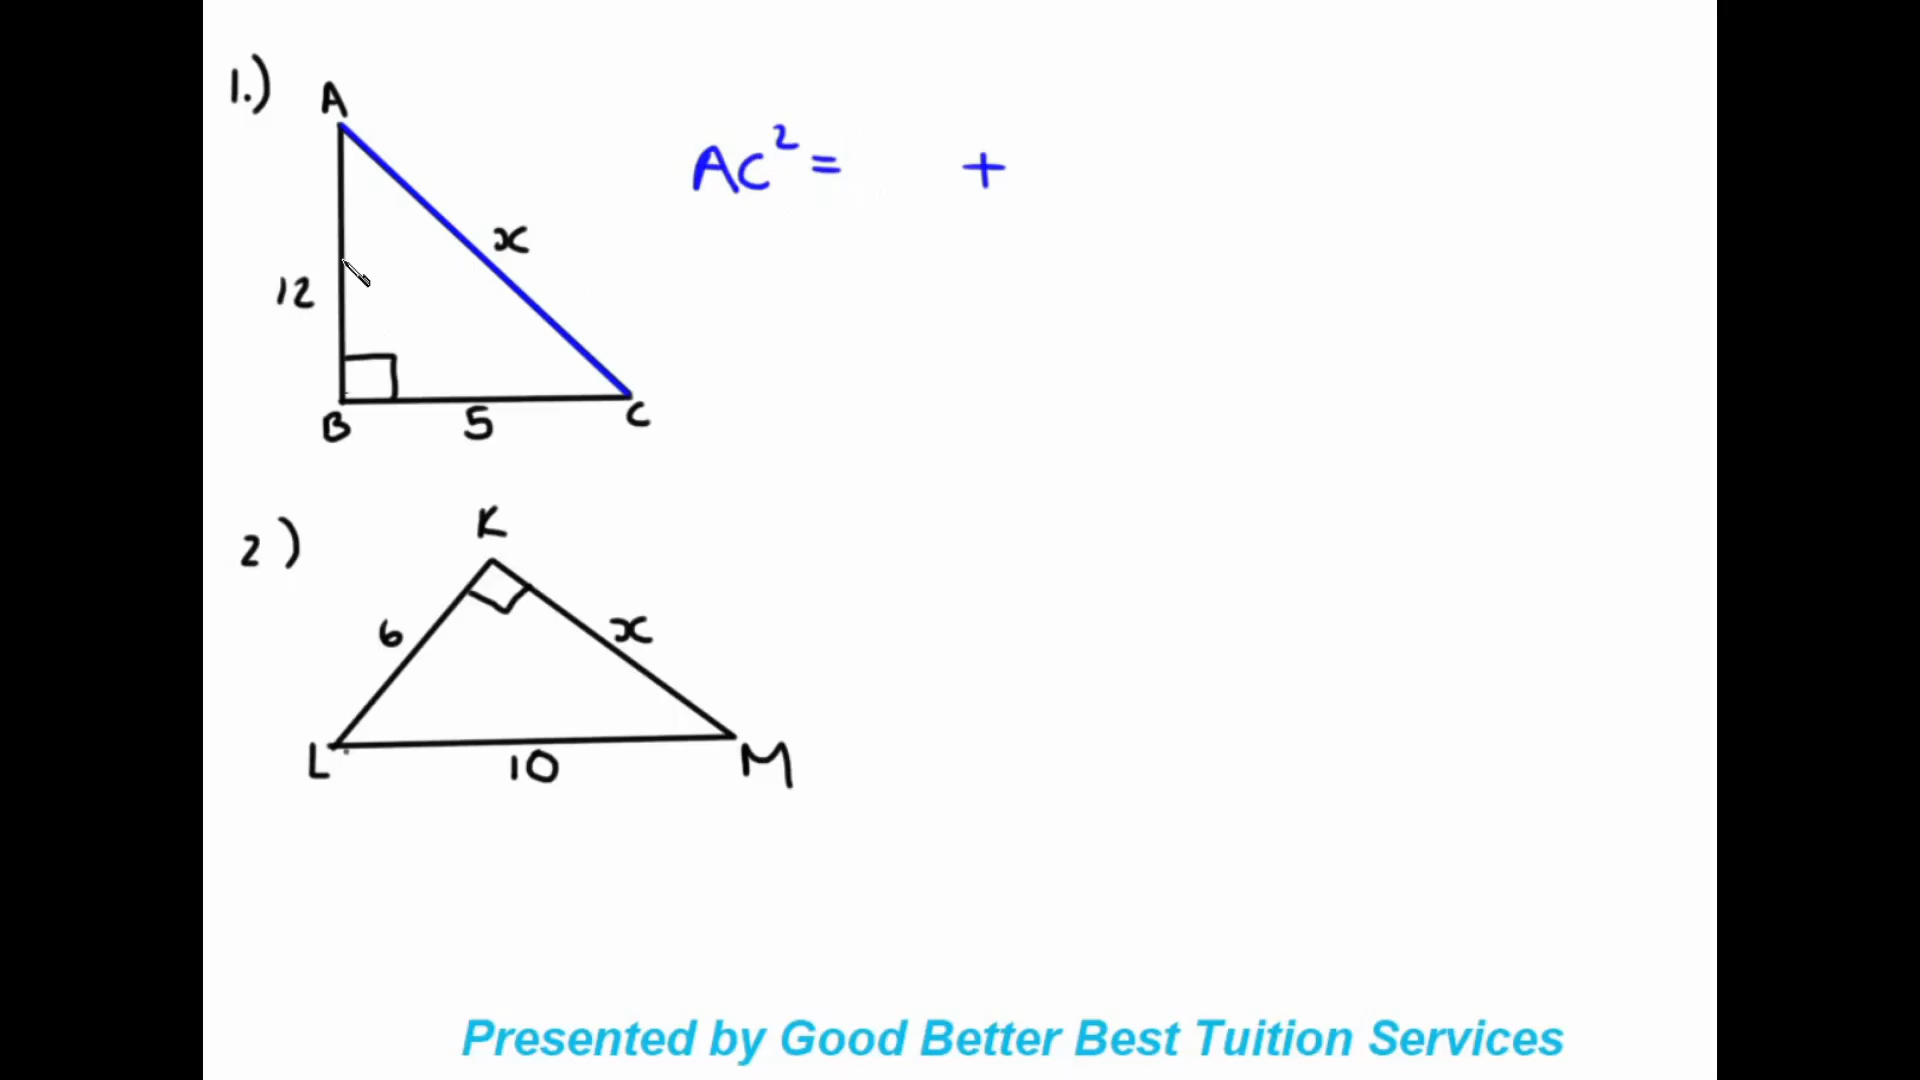 1.)
A
AC² = +
x
12
B
5
C
2)
K
6
x
L
10
M
Presented by Good Better Best Tuition Services